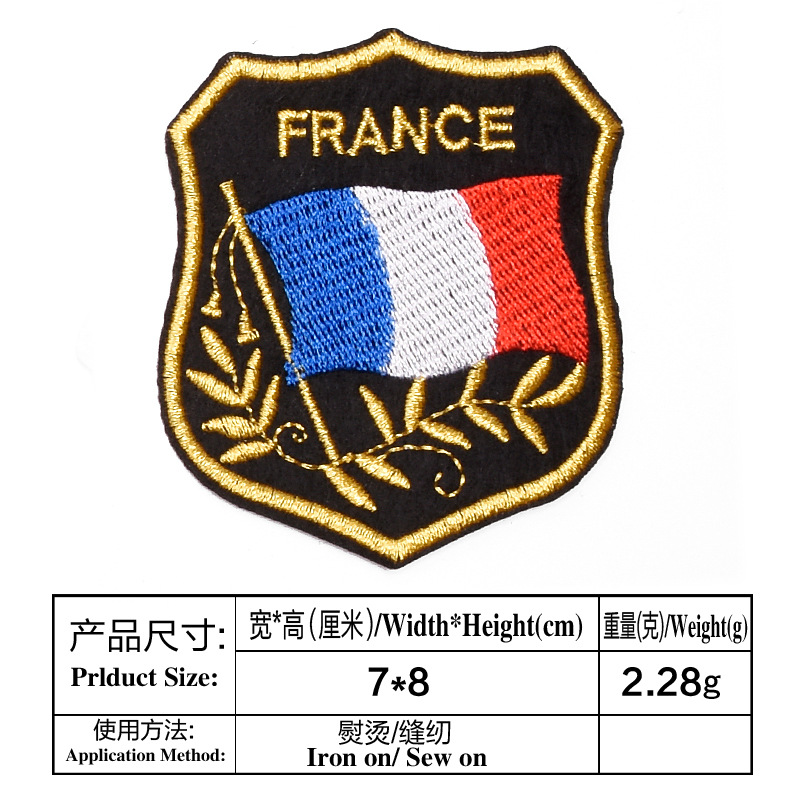 FRANCE
产品尺寸:
Prlduct Size:
宽*高(厘米)/Width*Height(cm)
重量(克)/Weight(g)
7*8
2.28g
使用方法:
Application Method:
熨烫/缝纫
Iron on/ Sew on